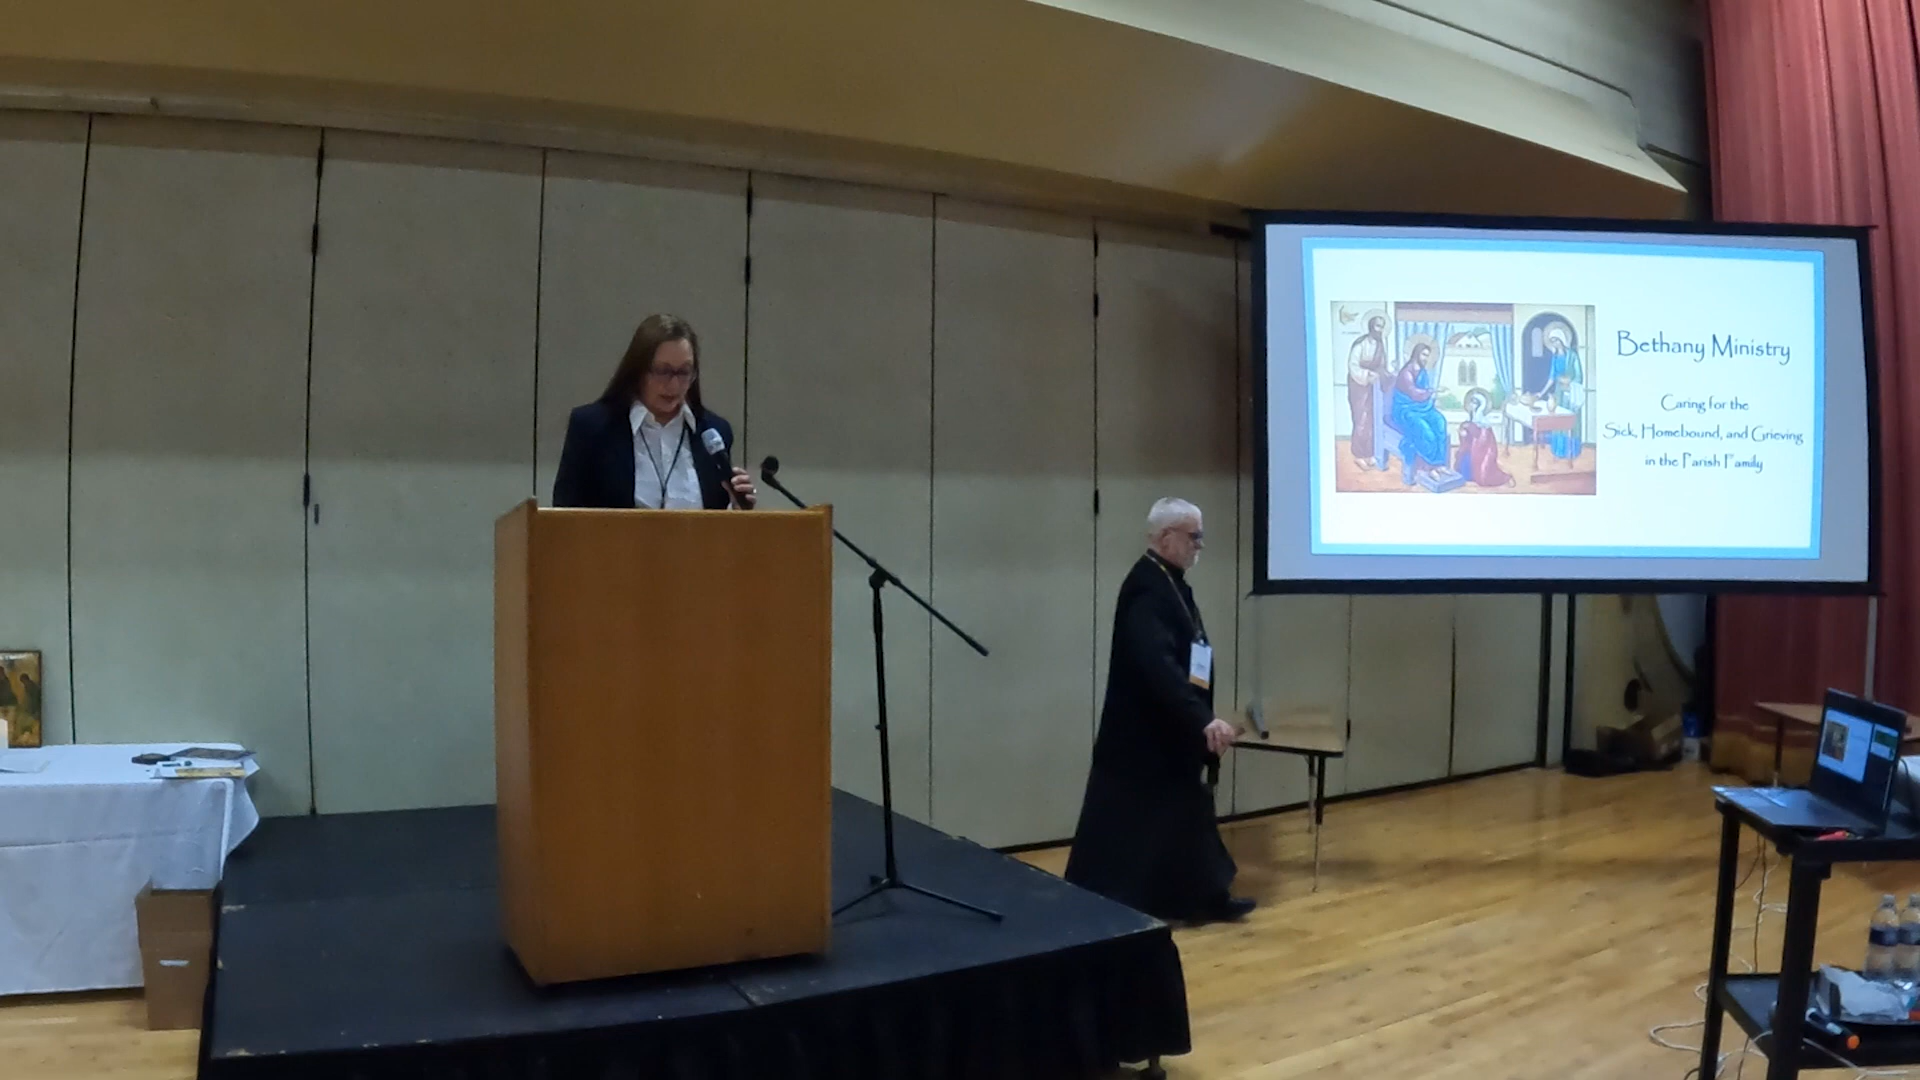 Bethany Ministry
Caring for the
Sick, Homebound, and Grieving
in the Parish Family